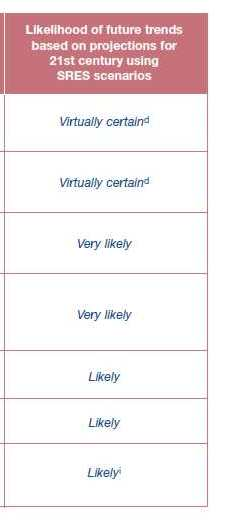 Likelihood of future trends
based on projections for
21st century using
SRES scenarios
Virtually certainᵈ
Virtually certainᵈ
Very likely
Very likely
Likely
Likely
Likelyⁱ